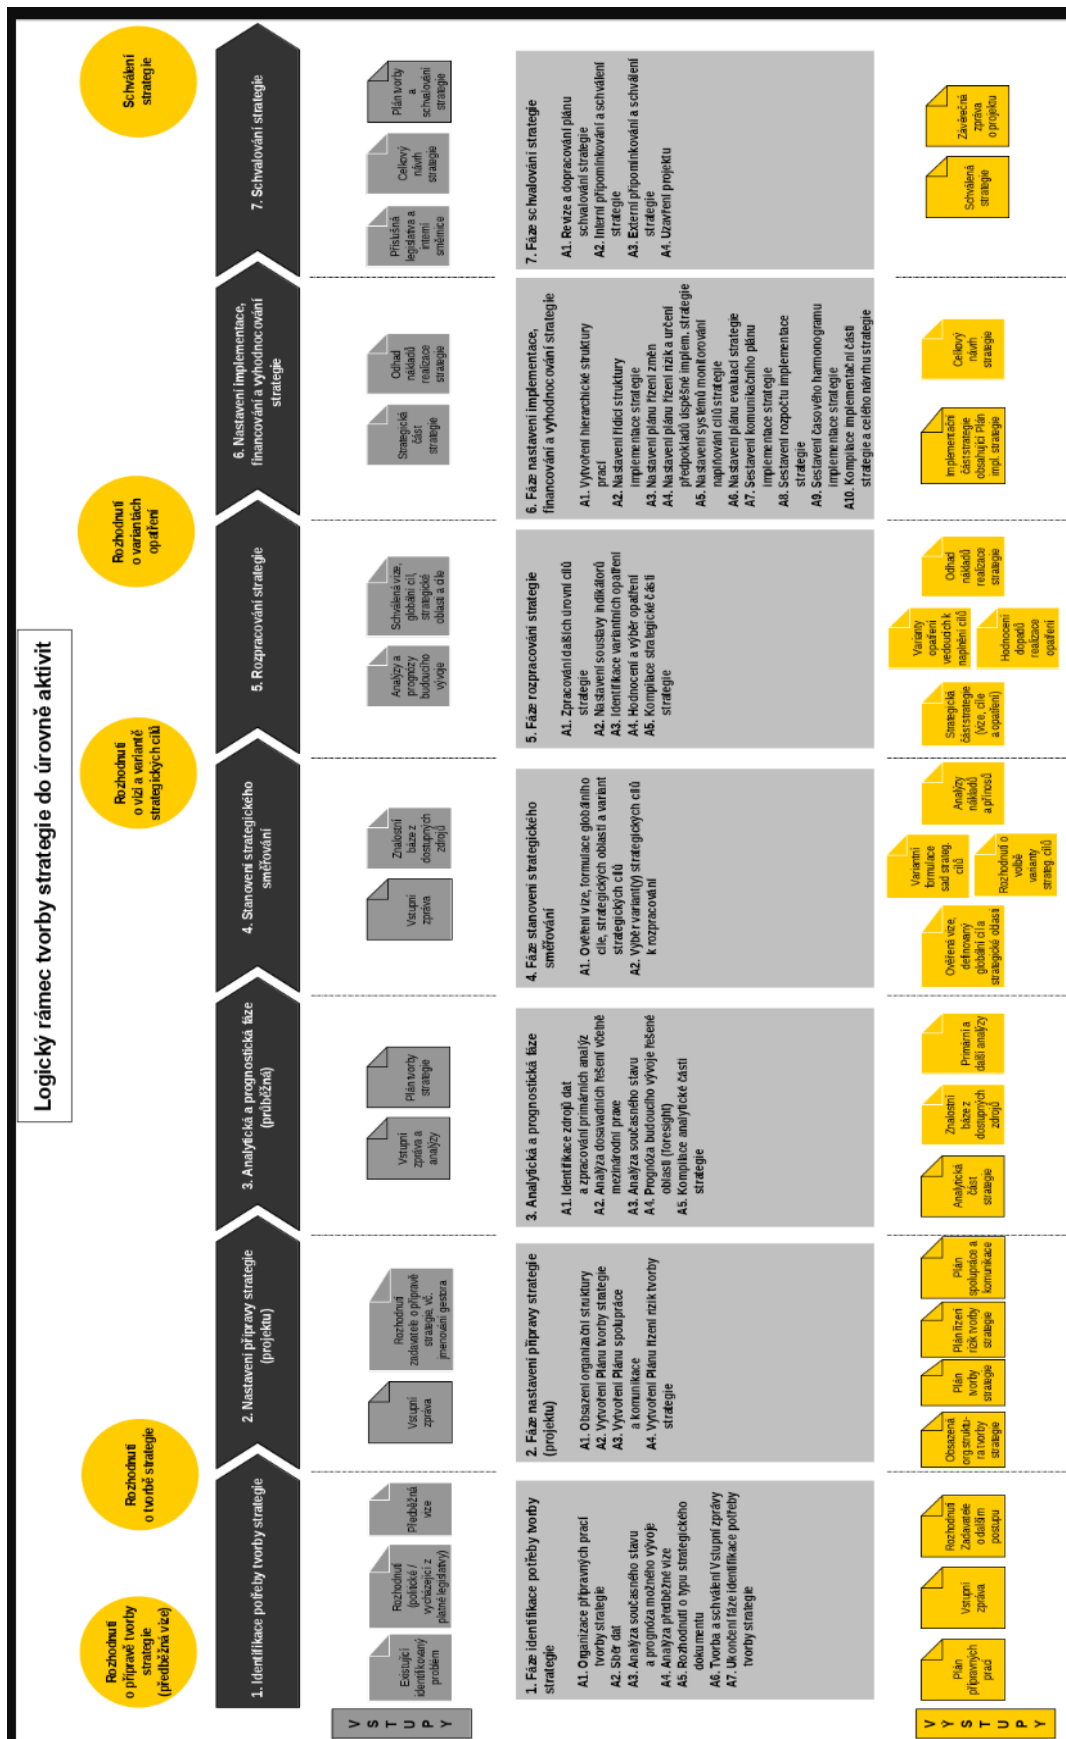 Logický rámec tvorby strategie do úrovně aktivit
Rozhodnutí
o přípravě tvorby
strategie
(předběžná vize)
Rozhodnutí
o tvorbě strategie
Rozhodnutí
o vizi a variantě
strategických cílů
Rozhodnutí
o variantách
opatření
Schválení
strategie
1. Identifikace potřeby tvorby strategie
2. Nastavení přípravy strategie
(projektu)
3. Analytická a prognostická fáze
(průběžná)
4. Stanovení strategického
směřování
5. Rozpracování strategie
6. Nastavení implementace,
financování a vyhodnocování
strategie
7. Schvalování strategie
V
S
T
U
P
Y
Existující
identifikovaný
problém
Rozhodnutí
(politické /
vycházející z
platné legislativy)
Předběžná
vize
Vstupní
zpráva
Rozhodnutí
zadavatele o přípravě
strategie, vč.
jmenování gestora
Vstupní
zpráva a
analýzy
Plán tvorby
strategie
Vstupní
zpráva
Znalostní
báze z
dostupných
zdrojů
Analýzy a
prognózy
budoucího
vývoje
Schválená vize,
globální cíl,
strategické
oblasti a cíle
Strategická
část
strategie
Odhad
nákladů
realizace
strategie
Příslušná
legislativa a
interní
směrnice
Celkový
návrh
strategie
Plán tvorby
a
schvalování
strategie
1. Fáze identifikace potřeby tvorby
strategie
A1. Organizace přípravných prací
tvorby strategie
A2. Sběr dat
A3. Analýza současného stavu
a prognóza možného vývoje
A4. Analýza předběžné vize
A5. Rozhodnutí o typu strategického
dokumentu
A6. Tvorba a schválení Vstupní zprávy
A7. Ukončení fáze identifikace potřeby
tvorby strategie
2. Fáze nastavení přípravy strategie
(projektu)
A1. Obsazení organizační struktury
A2. Vytvoření Plánu tvorby strategie
A3. Vytvoření Plánu spolupráce
a komunikace
A4. Vytvoření Plánu řízení rizik tvorby
strategie
3. Analytická a prognostická fáze
A1. Identifikace zdrojů dat
a zpracování primárních analýz
A2. Analýza dosavadních řešení včetně
mezinárodní praxe
A3. Analýza současného stavu
A4. Prognóza budoucího vývoje řešené
oblasti (foresight)
A5. Kompilace analytické části
strategie
4. Fáze stanovení strategického
směřování
A1. Ověření vize, formulace globálního
cíle, strategických oblastí a variant
strategických cílů
A2. Výběr variant(y) strategických cílů
k rozpracování
5. Fáze rozpracování strategie
A1. Zpracování dalších úrovní cílů
strategie
A2. Nastavení soustavy indikátorů
A3. Identifikace variantních opatření
A4. Hodnocení a výběr opatření
A5. Kompilace strategické části
strategie
6. Fáze nastavení implementace,
financování a vyhodnocování strategie
A1. Vytvoření hierarchické struktury
prací
A2. Nastavení řídící struktury
implementace strategie
A3. Nastavení plánu řízení změn
A4. Nastavení plánu řízení rizik a určení
předpokladů úspěšné implem. strategie
A5. Nastavení systémů monitorování
naplňování cílů strategie
A6. Nastavení plánu evaluací strategie
A7. Sestavení komunikačního plánu
implementace strategie
A8. Sestavení rozpočtu implementace
strategie
A9. Sestavení časového harmonogramu
implementace strategie
A10. Kompilace implementační části
strategie a celého návrhu strategie
7. Fáze schvalování strategie
A1. Revize a dopracování plánu
schvalování strategie
A2. Interní připomínkování a schválení
strategie
A3. Externí připomínkování a schválení
strategie
A4. Uzavření projektu
V
Ý
S
T
U
P
Y
Plán
přípravných
prací
Vstupní
zpráva
Rozhodnutí
Zadavatele
o dalším
postupu
Obsazená
org.struktu-
ra tvorby
strategie
Plán
tvorby
strategie
Plán řízení
rizik tvorby
strategie
Plán
spolupráce a
komunikace
Analytická
část
strategie
Znalostní
báze z
dostupných
zdrojů
Primární a
další analýzy
Ověřená vize,
definovaný
globální cíl a
strategické oblasti
Variantní
formulace
sad strateg.
cílů
Rozhodnutí o
volbě
varianty
strateg. cílů
Analýzy
nákladů
a přínosů
Strategická
část strategie
(vize, cíle
a opatření)
Varianty
opatření
vedoucích k
naplnění cílů
Hodnocení
dopadů
realizace
opatření
Odhad
nákladů
realizace
strategie
Implementační
část strategie
obsahující Plán
impl. strategie
Celkový
návrh
strategie
Schválená
strategie
Závěrečná
zpráva
o projektu